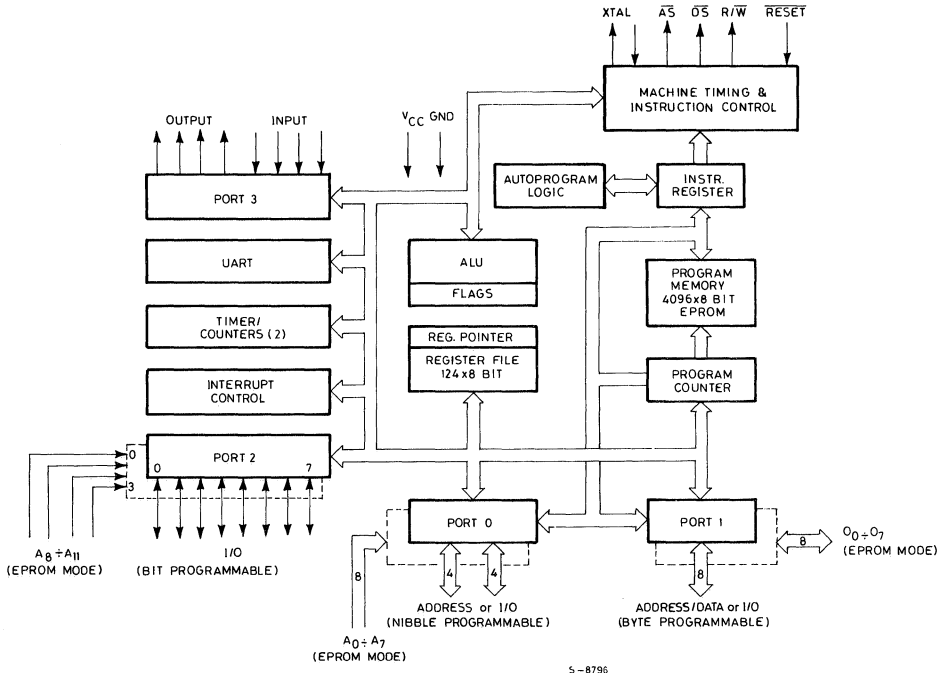 XTAL A̅S̅ D̅S̅ R/W̅ R̅E̅S̅E̅T̅
MACHINE TIMING &
INSTRUCTION CONTROL
OUTPUT INPUT
VCC GND
PORT 3
AUTOPROGRAM
LOGIC
INSTR.
REGISTER
UART
ALU
FLAGS
PROGRAM
MEMORY
4096x8 BIT
EPROM
TIMER/
COUNTERS (2)
REG. POINTER
REGISTER FILE
124x8 BIT
INTERRUPT
CONTROL
PROGRAM
COUNTER
0
3
PORT 2
0 7
A8÷A11
(EPROM MODE)
I/O
(BIT PROGRAMMABLE)
PORT 0
PORT 1
8
4 4
8
8
O0÷O7
(EPROM MODE)
ADDRESS or I/O
(NIBBLE PROGRAMMABLE)
ADDRESS/DATA or I/O
(BYTE PROGRAMMABLE)
A0÷A7
(EPROM MODE)
S-8796